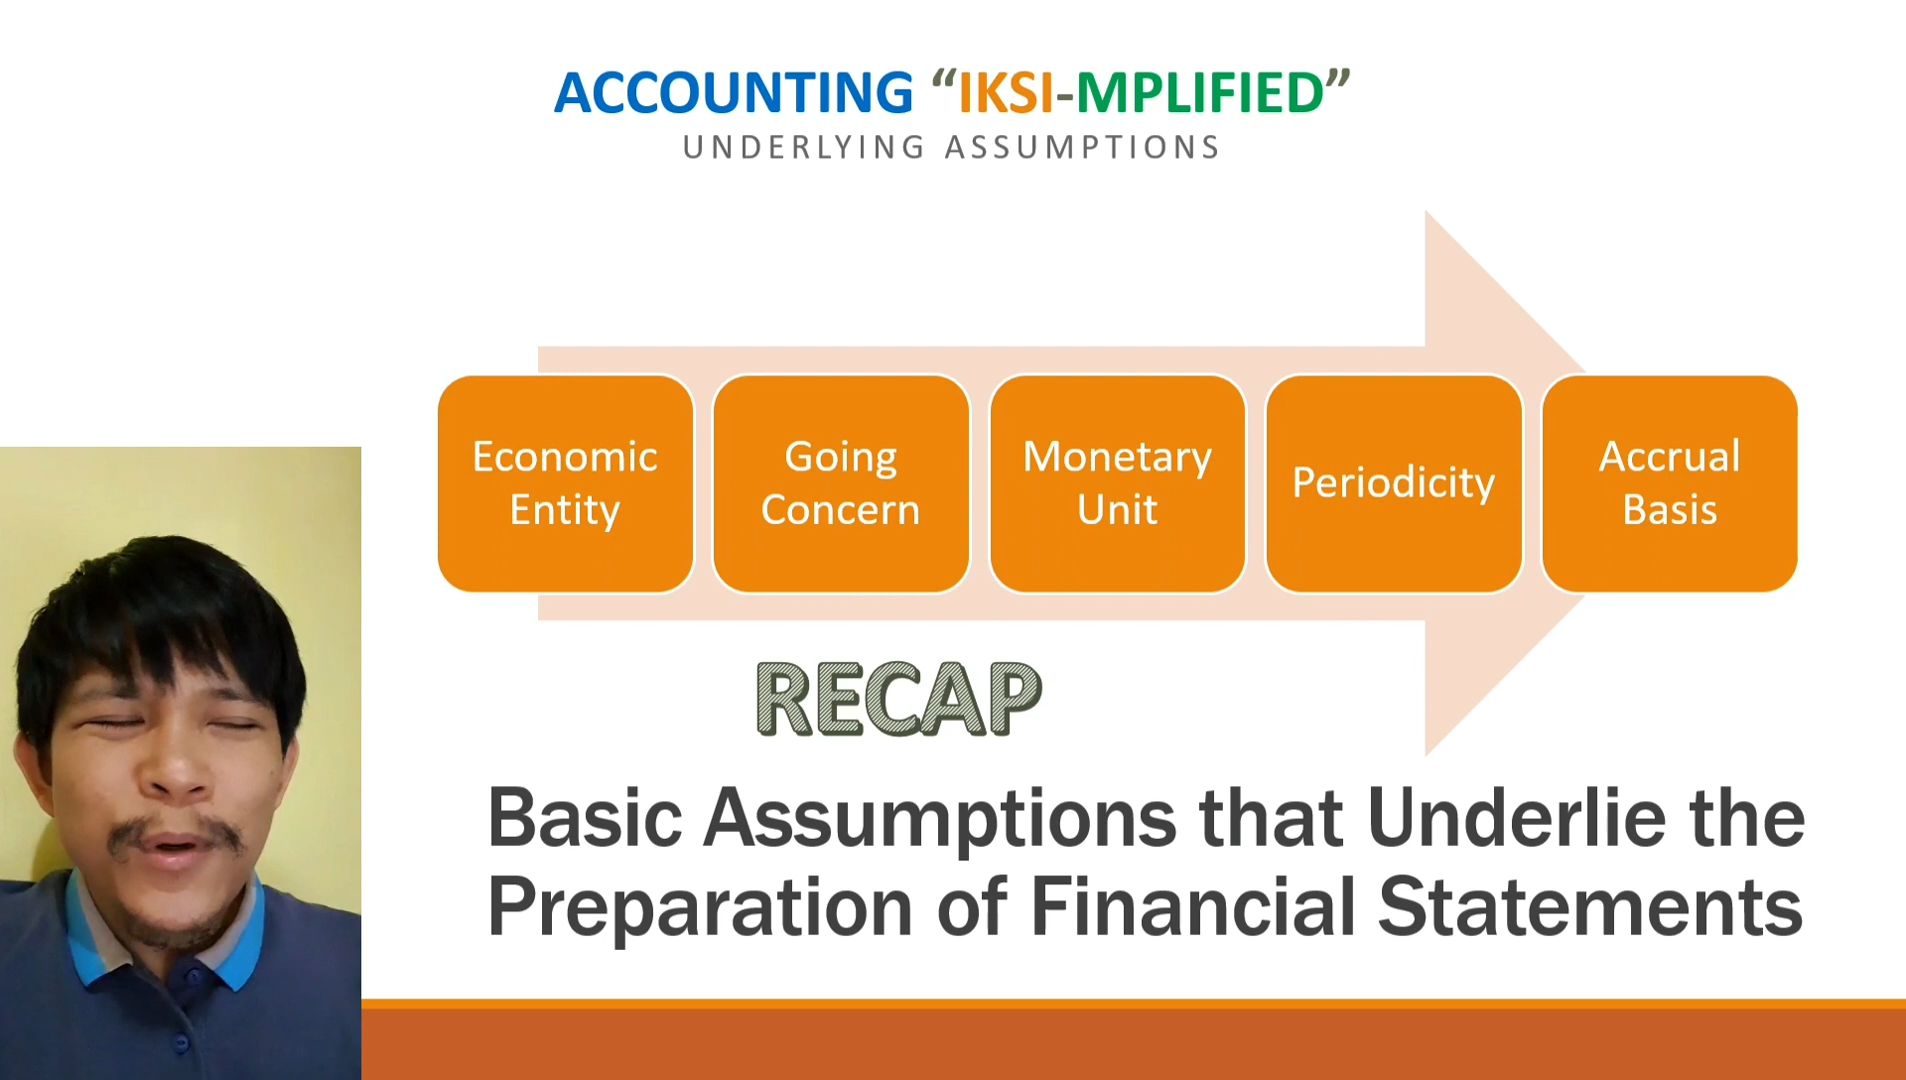 ACCOUNTING “IKSI-MPLIFIED”
UNDERLYING ASSUMPTIONS
Economic
Entity
Going
Concern
Monetary
Unit
Periodicity
Accrual
Basis
RECAP
Basic Assumptions that Underlie the
Preparation of Financial Statements